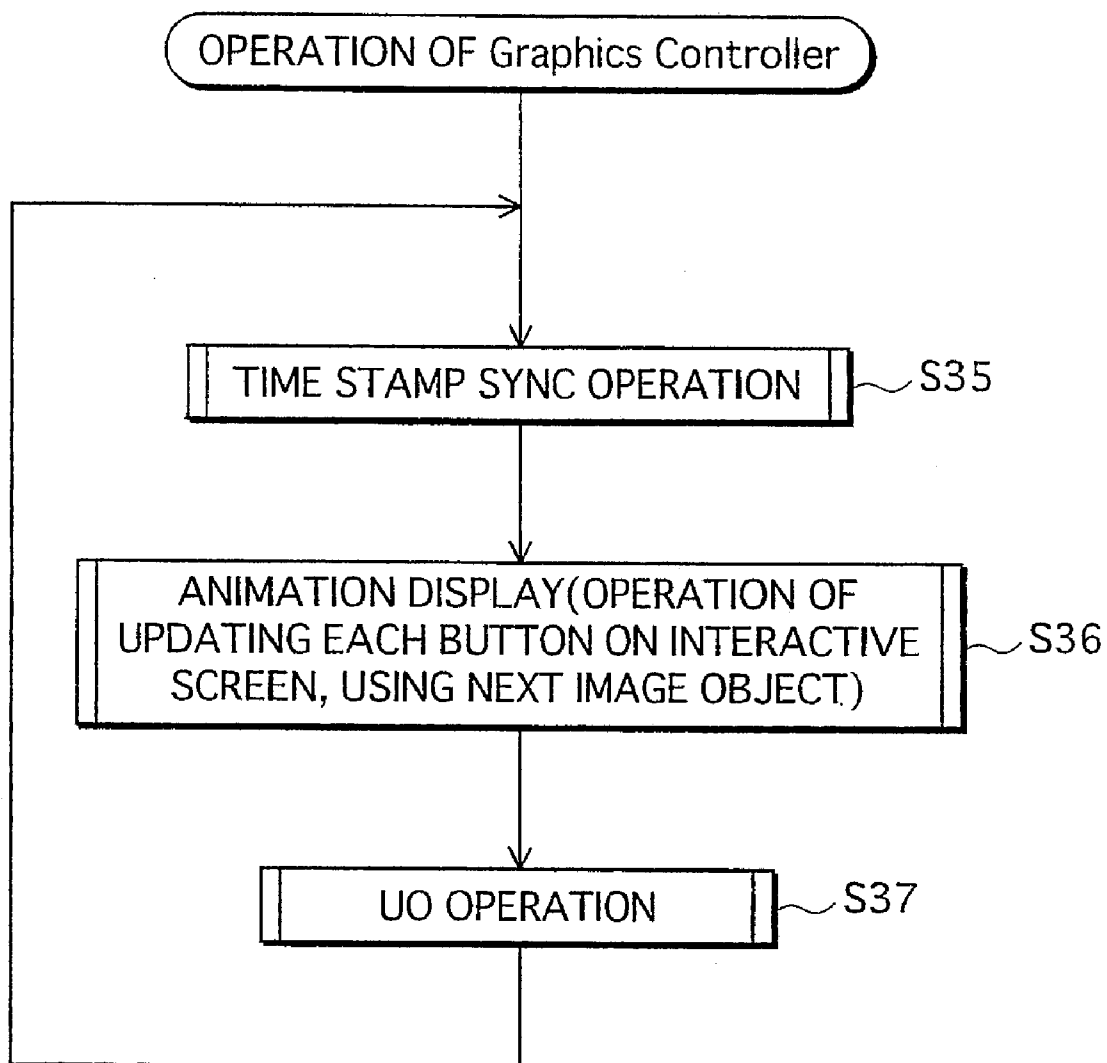 OPERATION OF Graphics Controller
TIME STAMP SYNC OPERATION
S35
ANIMATION DISPLAY(OPERATION OF
UPDATING EACH BUTTON ON INTERACTIVE
SCREEN, USING NEXT IMAGE OBJECT.)
S36
UO OPERATION
S37